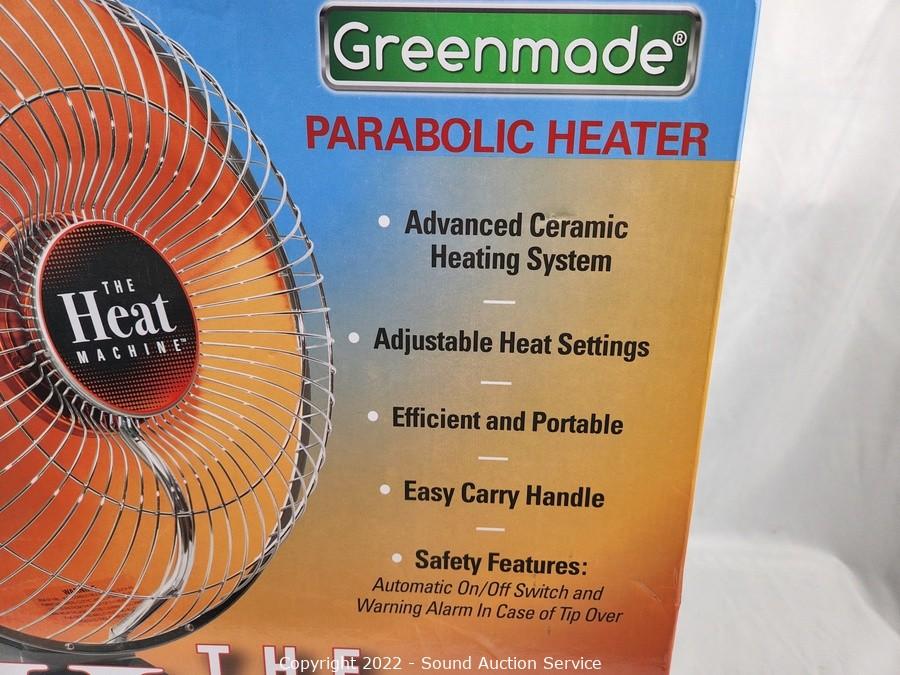 Greenmade®
PARABOLIC HEATER
• Advanced Ceramic
Heating System
• Adjustable Heat Settings
• Efficient and Portable
• Easy Carry Handle
• Safety Features:
Automatic On/Off Switch and
Warning Alarm In Case of Tip Over
THE
Heat
MACHINE™
THE
Copyright 2022 - Sound Auction Service